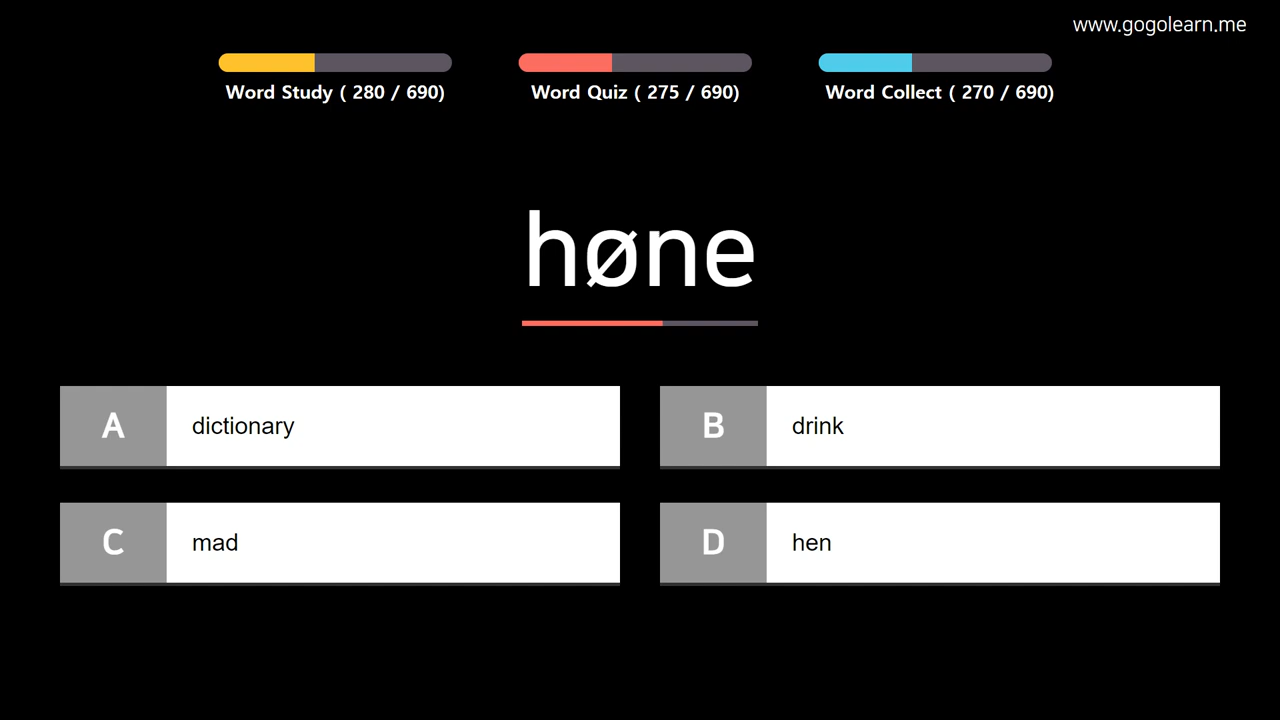 www.gogolearn.me
Word Study ( 280 / 690)
Word Quiz ( 275 / 690)
Word Collect ( 270 / 690)
høne
A dictionary
B drink
C mad
D hen